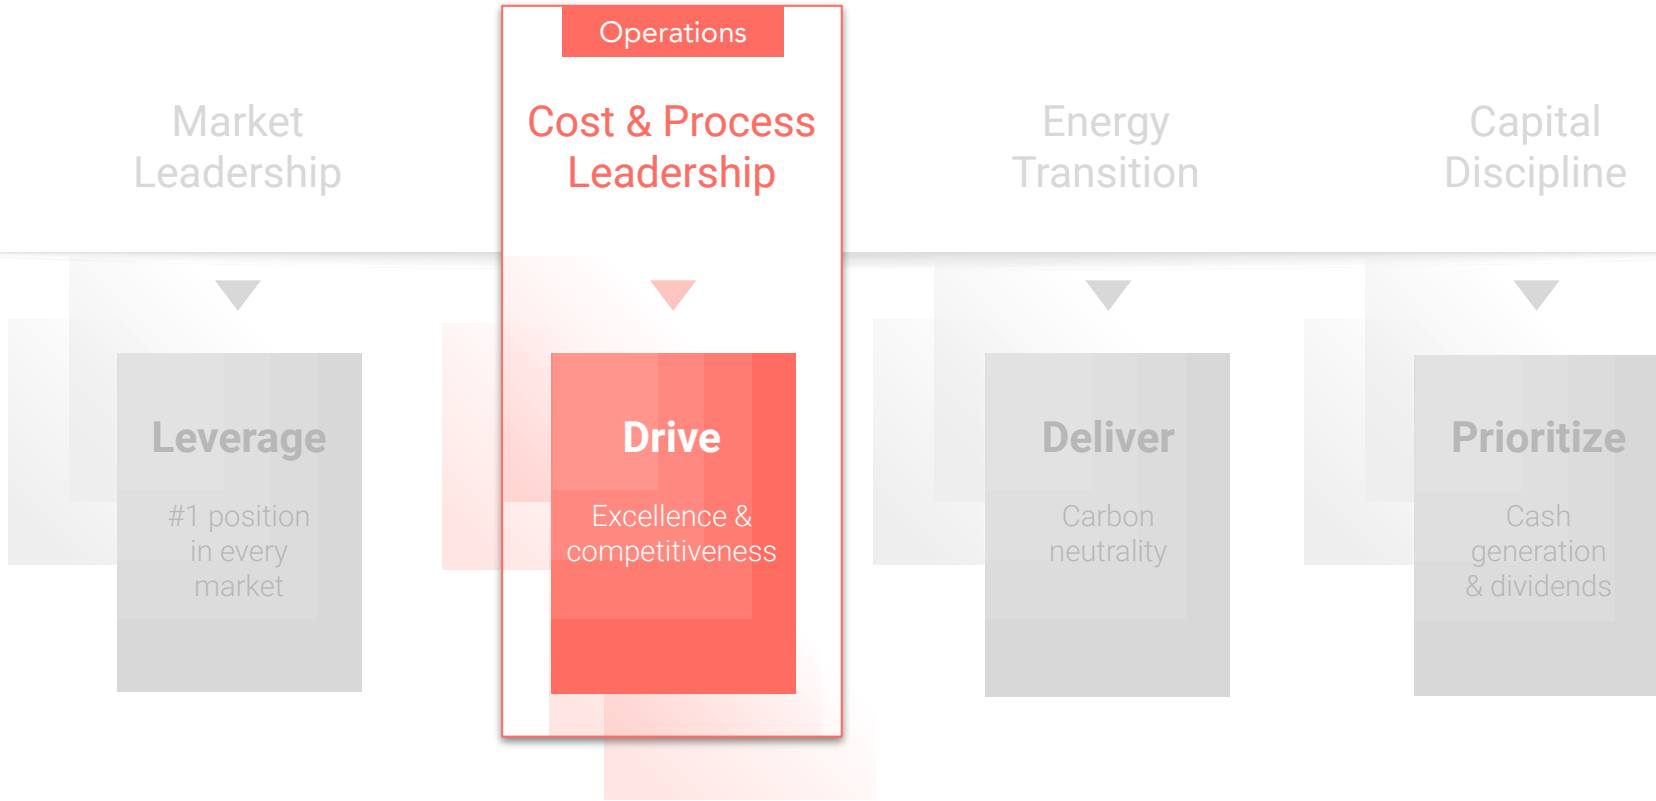 Operations
Market
Leadership
Cost & Process
Leadership
Energy
Transition
Capital
Discipline
Leverage
#1 position
in every
market
Drive
Excellence &
competitiveness
Deliver
Carbon
neutrality
Prioritize
Cash
generation
& dividends